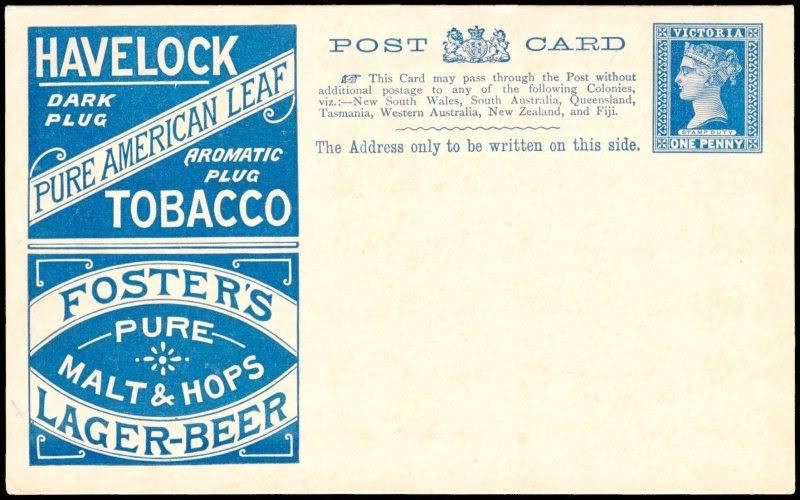 HAVELOCK
DARK
PLUG
PURE AMERICAN LEAF
AROMATIC
PLUG
TOBACCO
FOSTER'S
PURE
MALT & HOPS
LAGER-BEER
POST CARD
☞ This Card may pass through the Post without
additional postage to any of the following Colonies,
viz.:—New South Wales, South Australia, Queensland,
Tasmania, Western Australia, New Zealand, and Fiji.
The Address only to be written on this side.
VICTORIA
STAMP DUTY
ONE PENNY